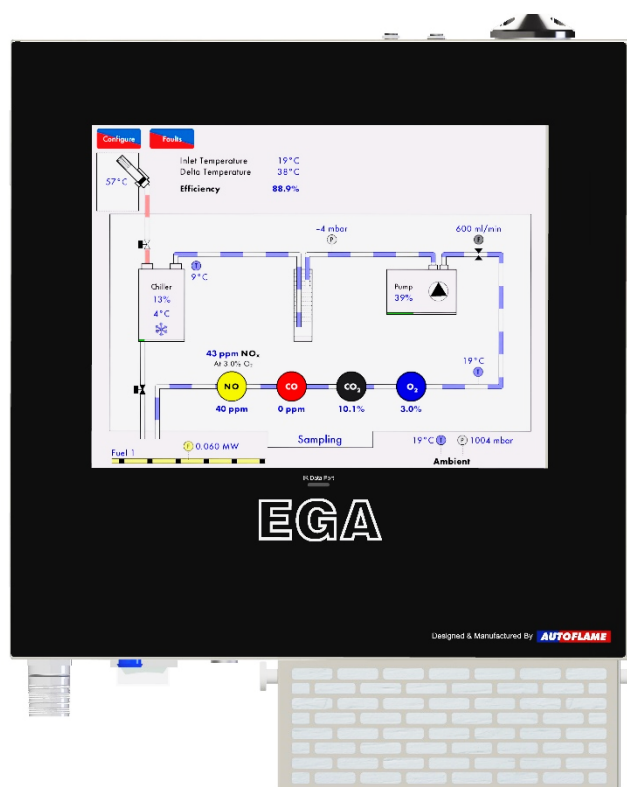 Configure
Faults
Inlet Temperature 19°C
Delta Temperature 38°C
57°C
Efficiency 88.9%
-4 mbar
P
600 ml/min
F
T
9°C
Chiller
13%
4°C
Pump
39%
43 ppm NOx
At 3.0% O₂
19°C
T
NO
CO
CO₂
O₂
40 ppm
0 ppm
10.1%
3.0%
Fuel 1
F 0.060 MW
Sampling
19°C T P 1004 mbar
Ambient
IR Data Port
EGA
Designed & Manufactured By AUTOFLAME